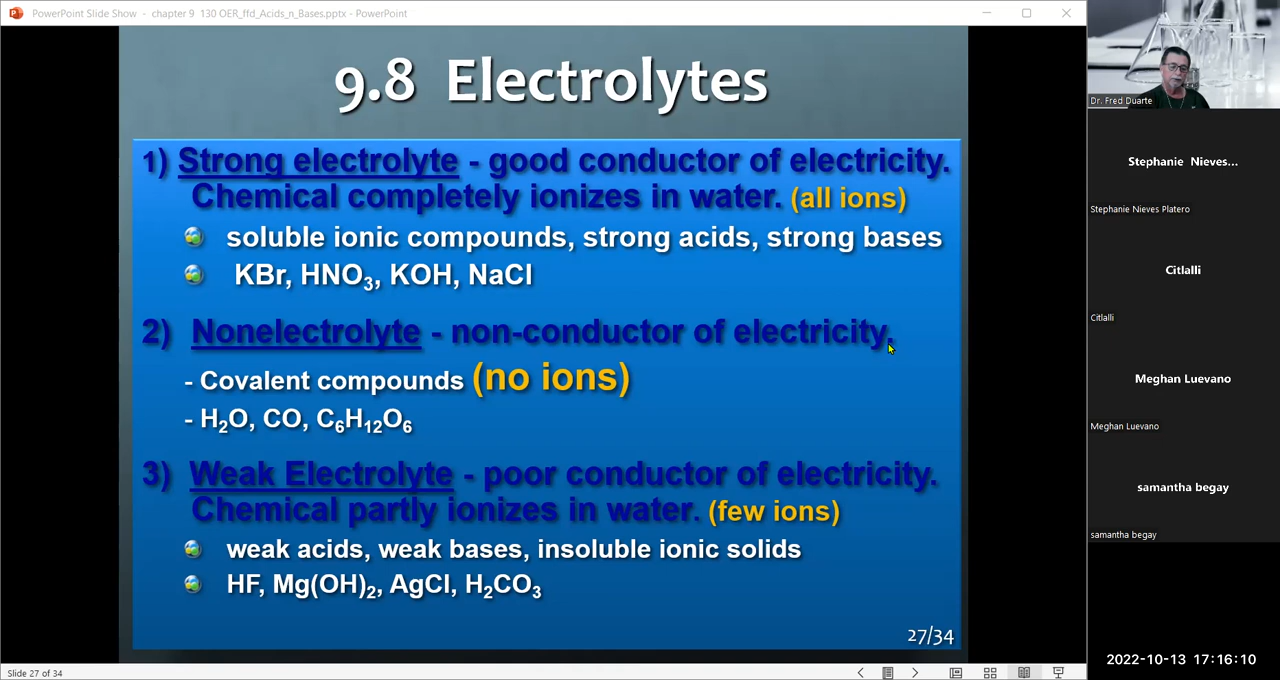 PowerPoint Slide Show - chapter 9 130 OER_ffd_Acids_n_Bases.pptx - PowerPoint
9.8 Electrolytes
1) Strong electrolyte - good conductor of electricity.
Chemical completely ionizes in water. (all ions)
soluble ionic compounds, strong acids, strong bases
KBr, HNO₃, KOH, NaCl
2) Nonelectrolyte - non-conductor of electricity.
- Covalent compounds (no ions)
- H₂O, CO, C₆H₁₂O₆
3) Weak Electrolyte - poor conductor of electricity.
Chemical partly ionizes in water. (few ions)
weak acids, weak bases, insoluble ionic solids
HF, Mg(OH)₂, AgCl, H₂CO₃
27/34
Slide 27 of 34
Dr. Fred Duarte
Stephanie Nieves...
Stephanie Nieves Platero
Citlalli
Citlalli
Meghan Luevano
Meghan Luevano
samantha begay
samantha begay
2022-10-13 17:16:10